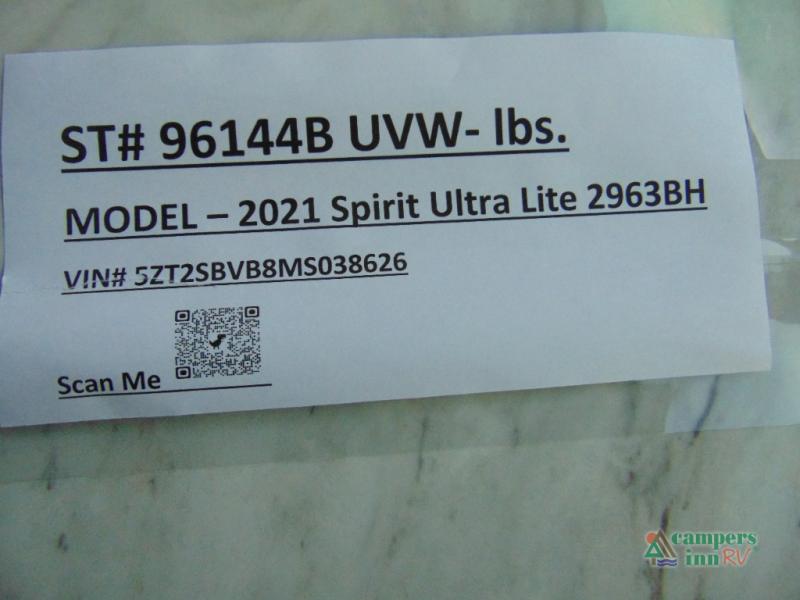 ST# 96144B UVW- lbs.
MODEL – 2021 Spirit Ultra Lite 2963BH
VIN# 5ZT2SBVB8MS038626
Scan Me
campers
inn RV